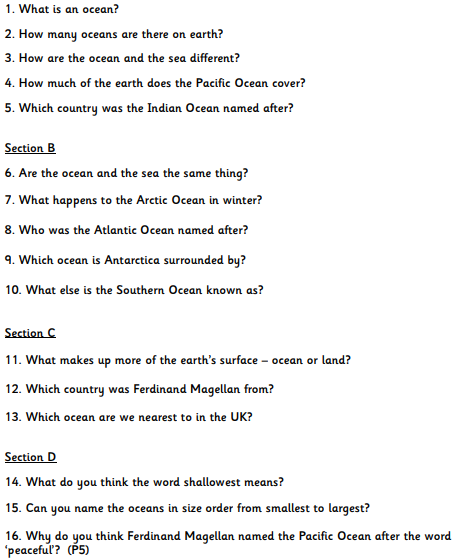 1. What is an ocean?
2. How many oceans are there on earth?
3. How are the ocean and the sea different?
4. How much of the earth does the Pacific Ocean cover?
5. Which country was the Indian Ocean named after?
Section B
6. Are the ocean and the sea the same thing?
7. What happens to the Arctic Ocean in winter?
8. Who was the Atlantic Ocean named after?
9. Which ocean is Antarctica surrounded by?
10. What else is the Southern Ocean known as?
Section C
11. What makes up more of the earth's surface – ocean or land?
12. Which country was Ferdinand Magellan from?
13. Which ocean are we nearest to in the UK?
Section D
14. What do you think the word shallowest means?
15. Can you name the oceans in size order from smallest to largest?
16. Why do you think Ferdinand Magellan named the Pacific Ocean after the word
'peaceful'? (P5)